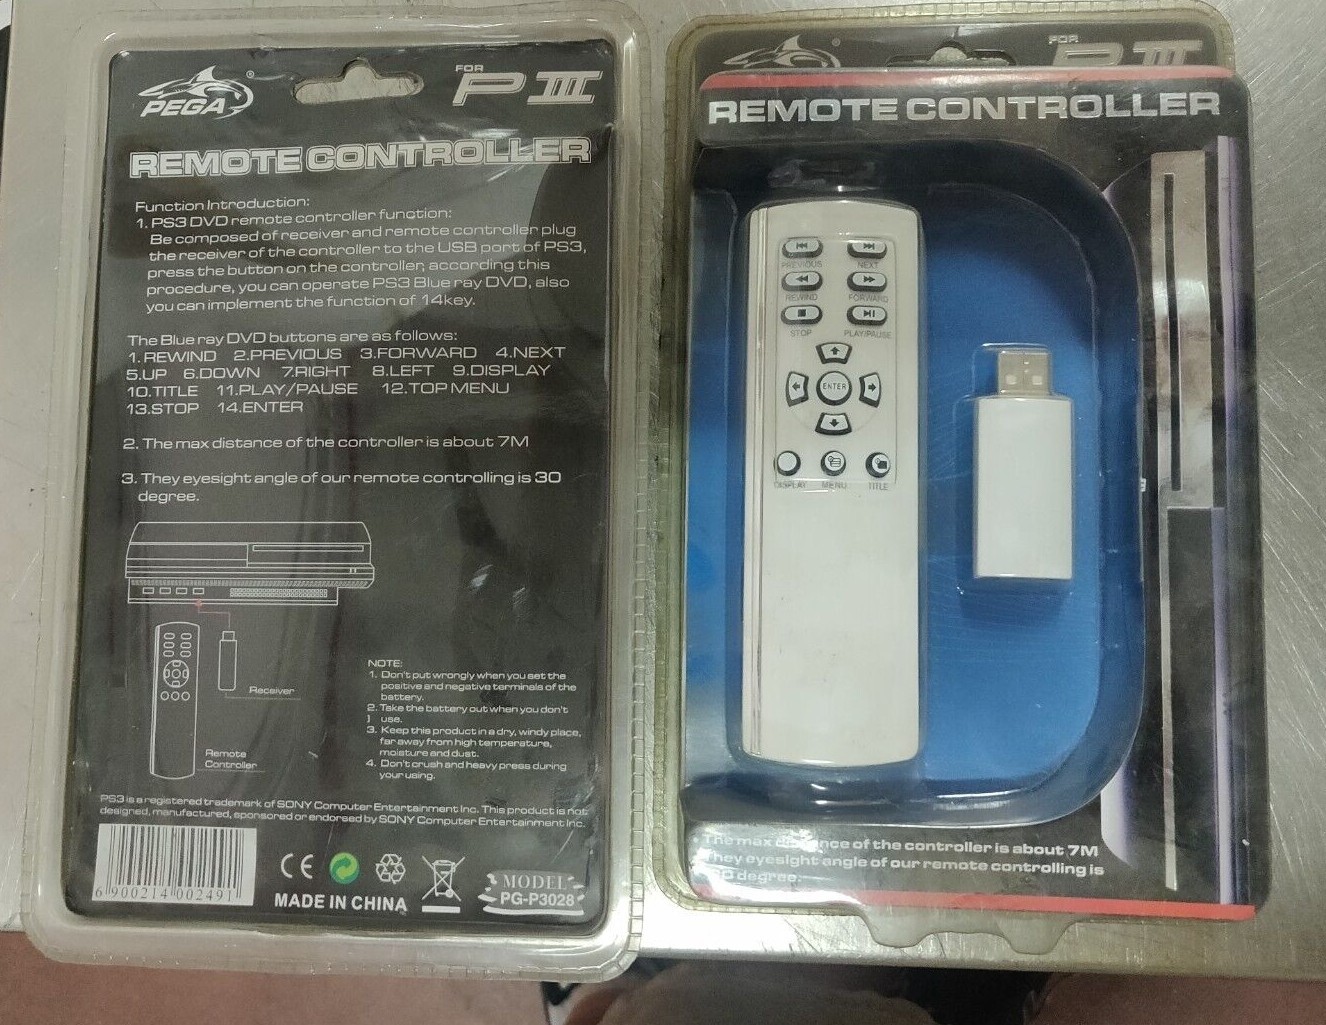 PEGA
®
FOR
P III
REMOTE CONTROLLER
Function Introduction:
1. PS3 DVD remote controller function:
Be composed of receiver and remote controller plug
the receiver of the controller to the USB port of PS3,
press the button on the controller, according this
procedure, you can operate PS3 Blue ray DVD, also
you can implement the function of 14key.
The Blue ray DVD buttons are as follows:
1. REWIND 2.PREVIOUS 3.FORWARD 4.NEXT
5.UP 6.DOWN 7.RIGHT 8.LEFT 9.DISPLAY
10.TITLE 11.PLAY/PAUSE 12.TOP MENU
13.STOP 14.ENTER
2. The max distance of the controller is about 7M
3. They eyesight angle of our remote controlling is 30
degree.
Receiver
Remote
Controller
NOTE:
1. Don't put wrongly when you set the
positive and negative terminals of the
battery.
2. Take the battery out when you don't
] use.
3. Keep this product in a dry, windy place,
far away from high temperature,
moisture and dust.
4. Don't crush and heavy press during
your using.
PS3 is a registered trademark of SONY Computer Entertainment Inc. This product is not
designed, manufactured, sponsored or endorsed by SONY Computer Entertainment Inc.
6 900214 002491
CE
MADE IN CHINA
MODEL
PG-P3028
®
FOR
P III
REMOTE CONTROLLER
PREVIOUS NEXT
REWIND FORWARD
STOP PLAY/PAUSE
ENTER
DISPLAY MENU TITLE
The max distance of the controller is about 7M
They eyesight angle of our remote controlling is
30 degree.